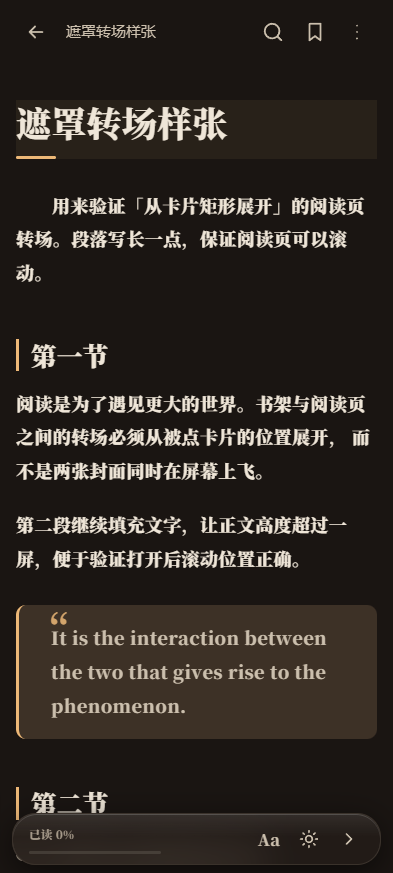 遮罩转场样张
遮罩转场样张
用来验证「从卡片矩形展开」的阅读页
转场。段落写长一点，保证阅读页可以滚
动。
第一节
阅读是为了遇见更大的世界。书架与阅读页
之间的转场必须从被点卡片的位置展开， 而
不是两张封面同时在屏幕上飞。
第二段继续填充文字，让正文高度超过一
屏，便于验证打开后滚动位置正确。
“
It is the interaction between
the two that gives rise to the
phenomenon.
第二节
已读 0%
Aa